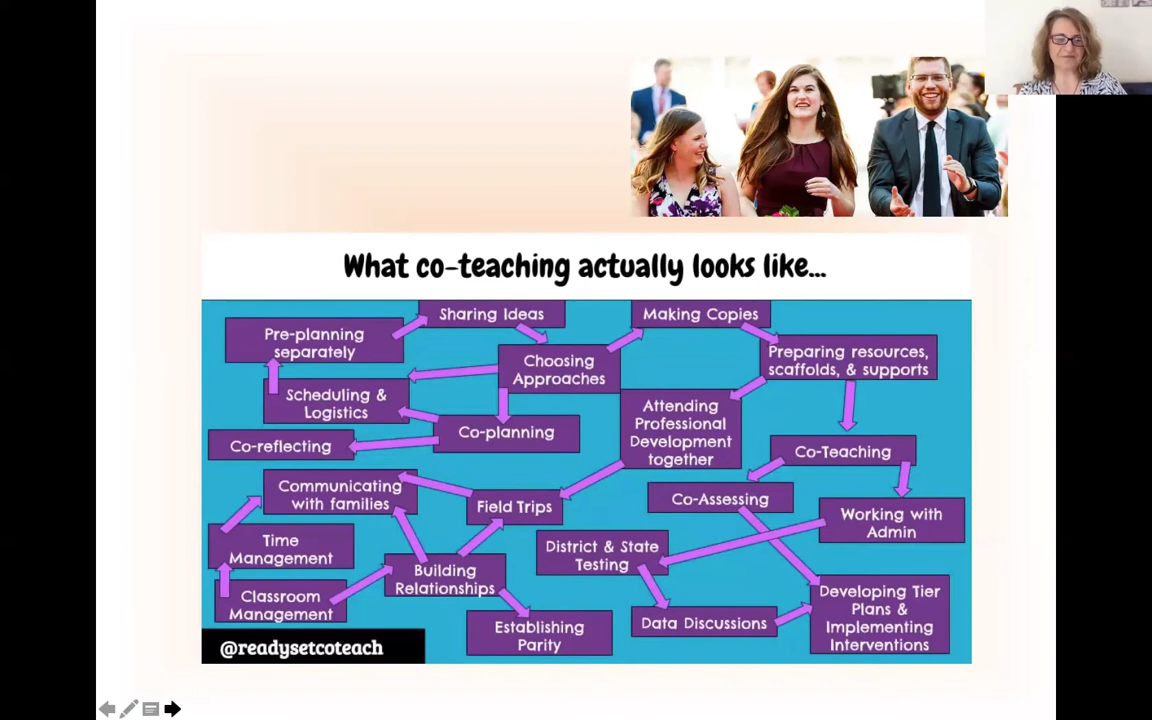 What co-teaching actually looks like...
Sharing Ideas
Making Copies
Pre-planning
separately
Choosing
Approaches
Preparing resources,
scaffolds, & supports
Scheduling &
Logistics
Attending
Professional
Development
together
Co-planning
Co-reflecting
Co-Teaching
Communicating
with families
Field Trips
Co-Assessing
Working with
Admin
Time
Management
District & State
Testing
Building
Relationships
Classroom
Management
Developing Tier
Plans &
Implementing
Interventions
Establishing
Parity
Data Discussions
@readysetcoteach